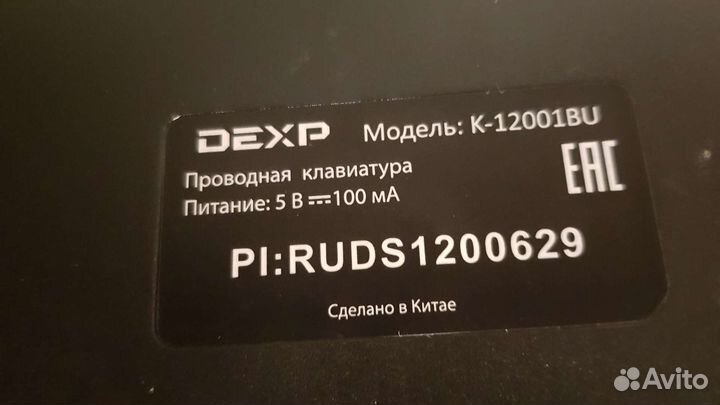 DEXP Модель: K-12001BU
Проводная клавиатура
EAC
Питание: 5 В ⎓ 100 мА
PI:RUDS1200629
Сделано в Китае
Avito